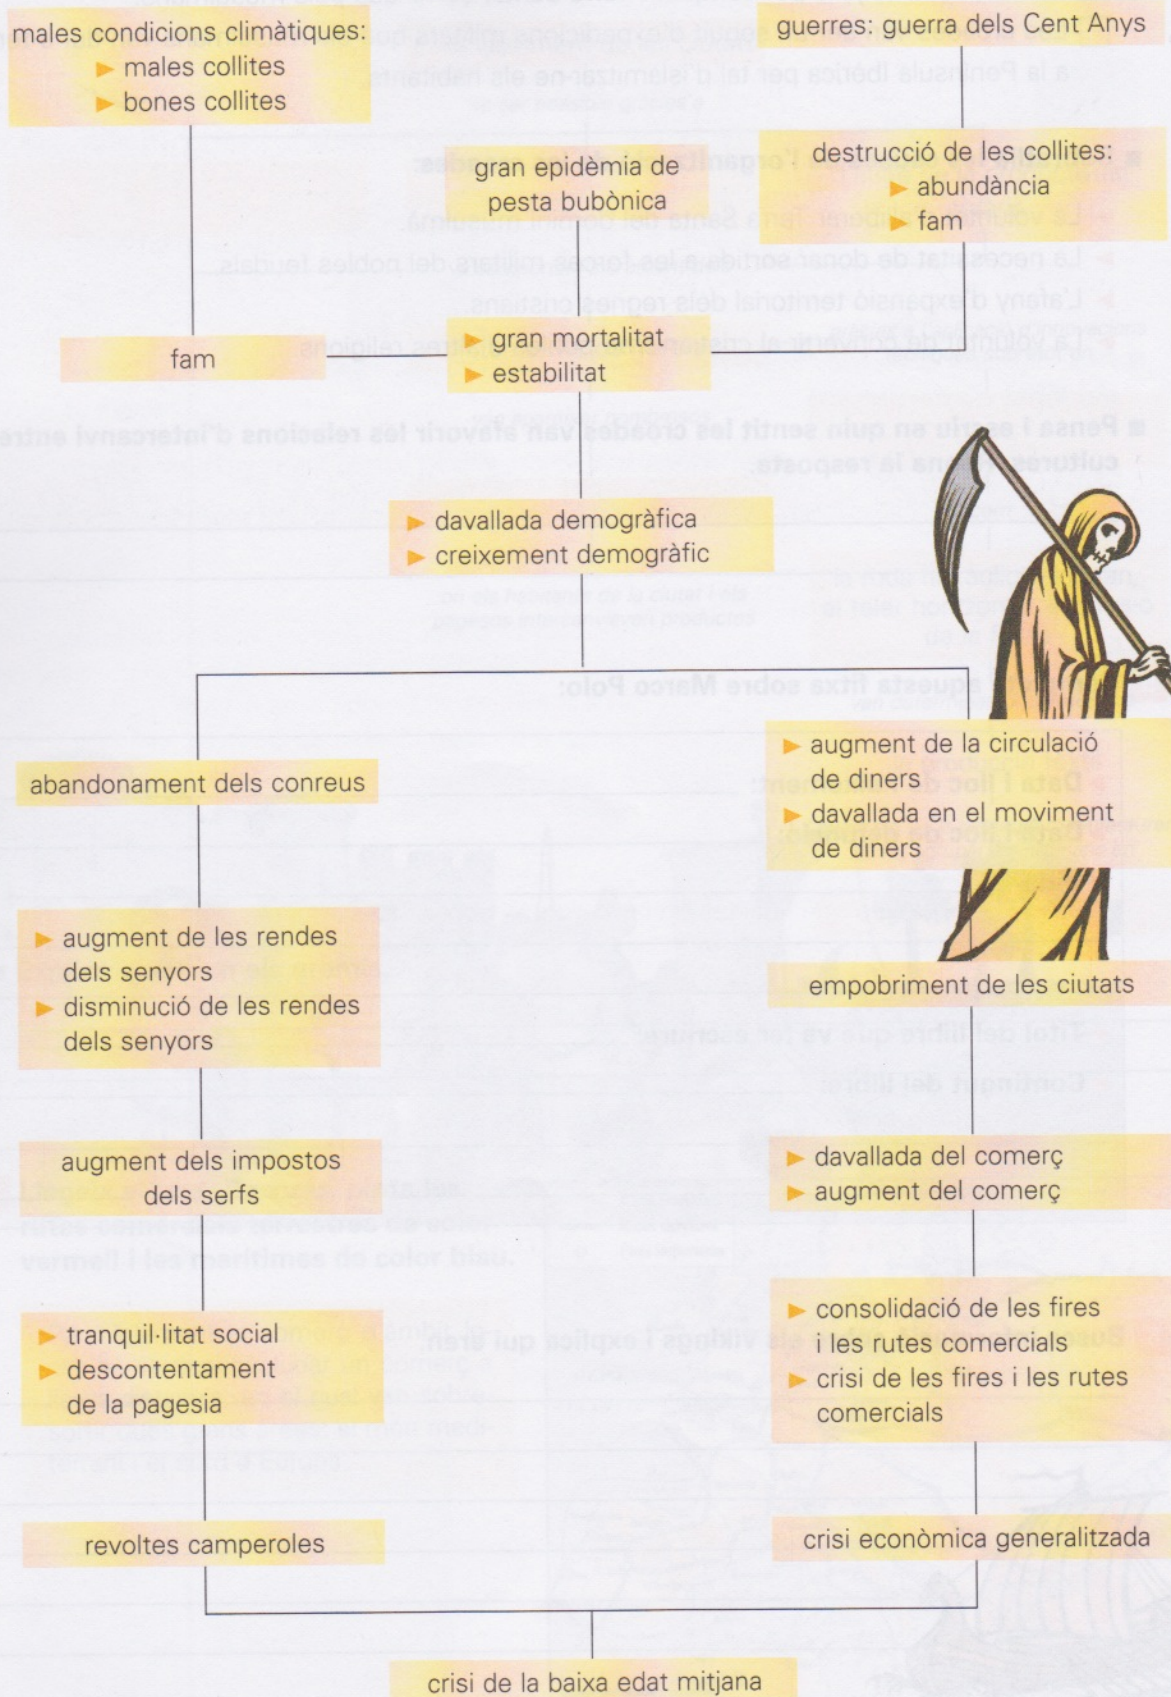 males condicions climàtiques:
► males collites
► bones collites
guerres: guerra dels Cent Anys
gran epidèmia de
pesta bubònica
destrucció de les collites:
► abundància
► fam
fam
► gran mortalitat
► estabilitat
► davallada demogràfica
► creixement demogràfic
abandonament dels conreus
► augment de la circulació
de diners
► davallada en el moviment
de diners
► augment de les rendes
dels senyors
► disminució de les rendes
dels senyors
empobriment de les ciutats
augment dels impostos
dels serfs
► davallada del comerç
► augment del comerç
► tranquil·litat social
► descontentament
de la pagesia
► consolidació de les fires
i les rutes comercials
► crisi de les fires i les rutes
comercials
revoltes camperoles
crisi econòmica generalitzada
crisi de la baixa edat mitjana